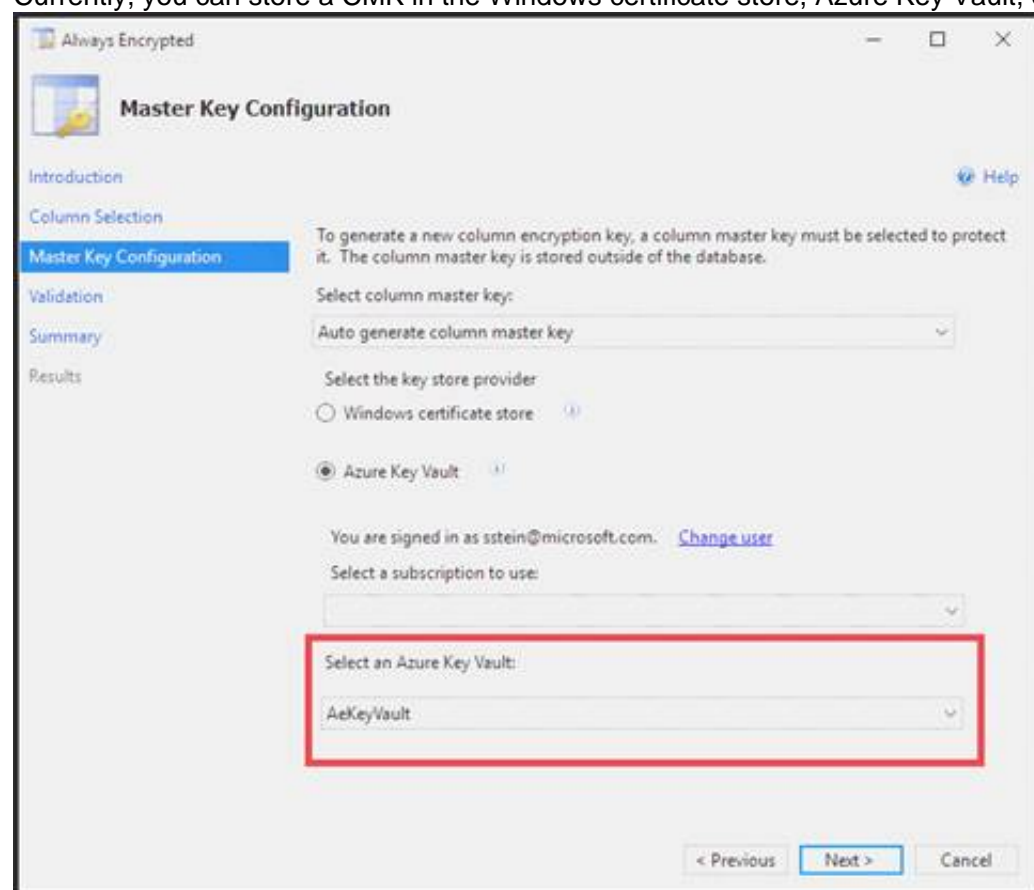 Currently, you can store a CMK in the Windows certificate store, Azure Key Vault,
Always Encrypted
Master Key Configuration
Introduction
Help
Column Selection
To generate a new column encryption key, a column master key must be selected to protect
Master Key Configuration
it. The column master key is stored outside of the database.
Validation
Select column master key:
Summary
Auto generate column master key
Results
Select the key store provider
Windows certificate store
Azure Key Vault
You are signed in as sstein@microsoft.com. Change user
Select a subscription to use:
Select an Azure Key Vault:
AeKeyVault
< Previous
Next >
Cancel